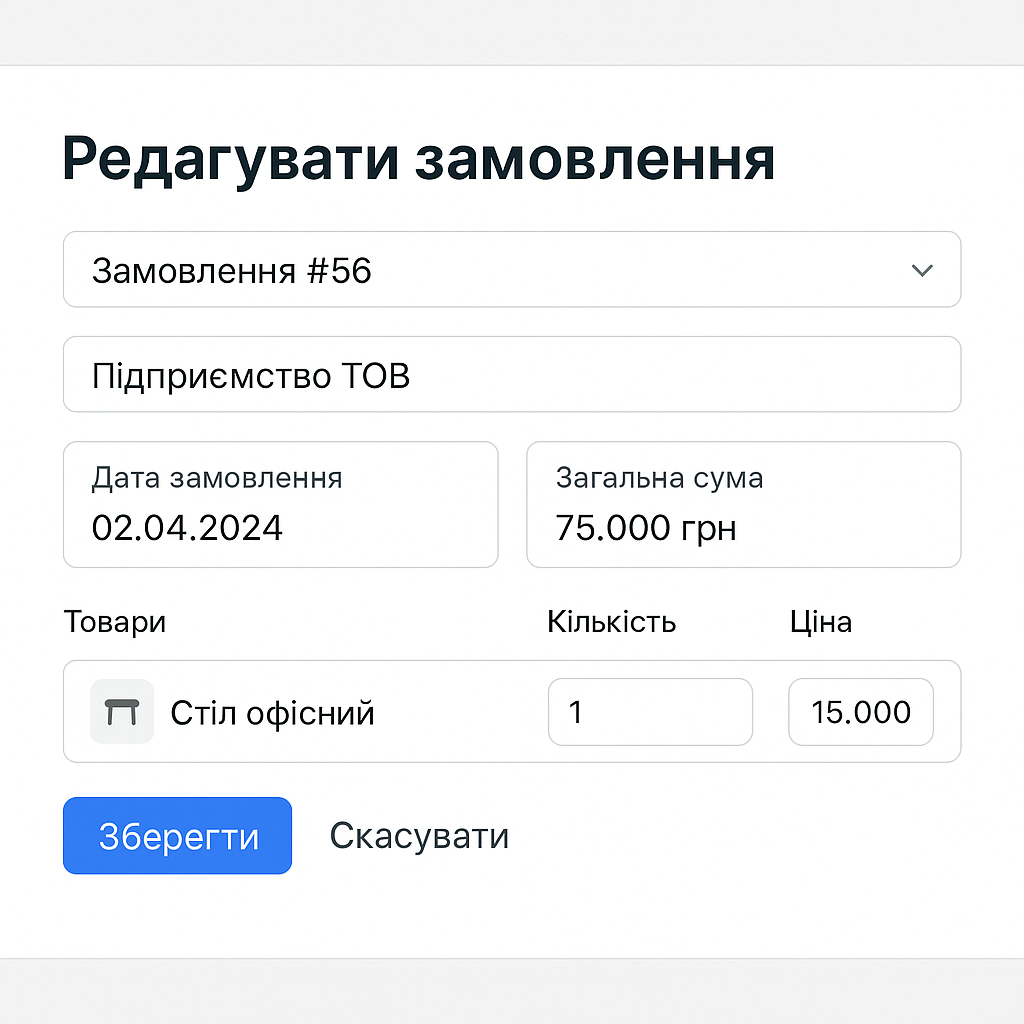 Редагувати замовлення
Замовлення #56
Підприємство ТОВ
Дата замовлення
02.04.2024
Загальна сума
75.000 грн
Товари Кількість Ціна
Стіл офісний 1 15.000
Зберегти Скасувати